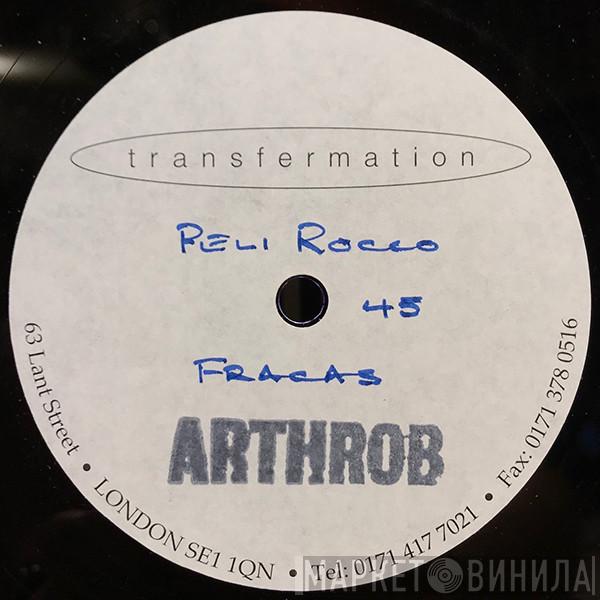 transfermation
PELI ROCCO
45
FRACAS
ARTHROB
63 Lant Street • LONDON SE1 1QN • Tel: 0171 417 7021 • Fax: 0171 378 0516
МАРКЕТ ВИНИЛА